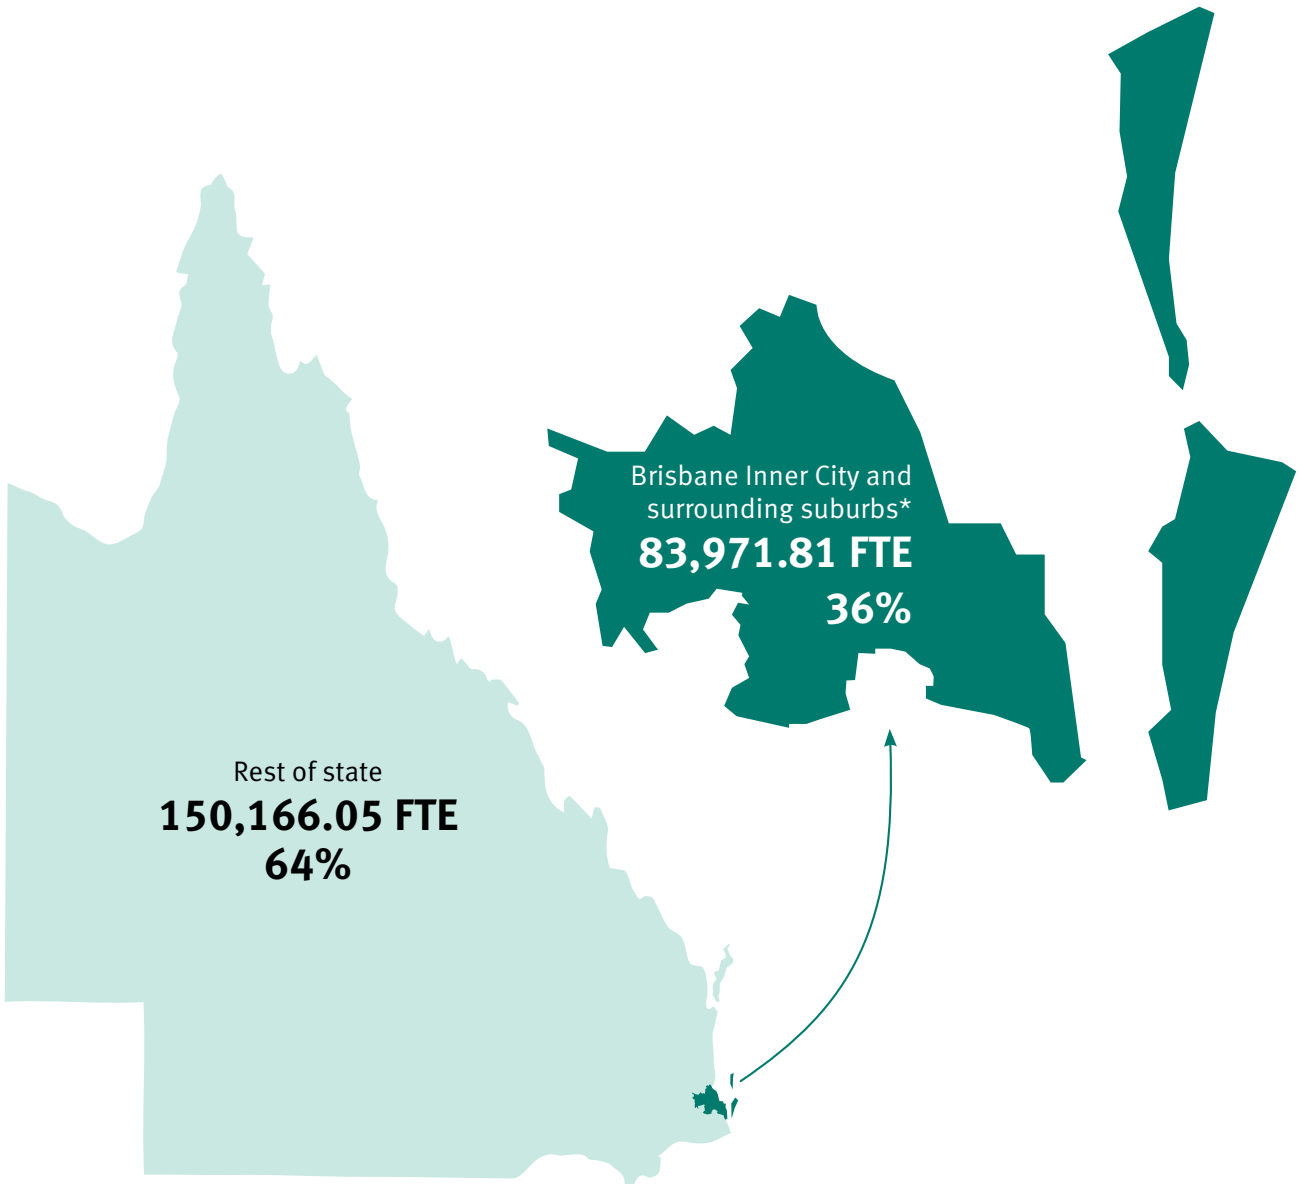 Brisbane Inner City and
surrounding suburbs*
83,971.81 FTE
36%
Rest of state
150,166.05 FTE
64%